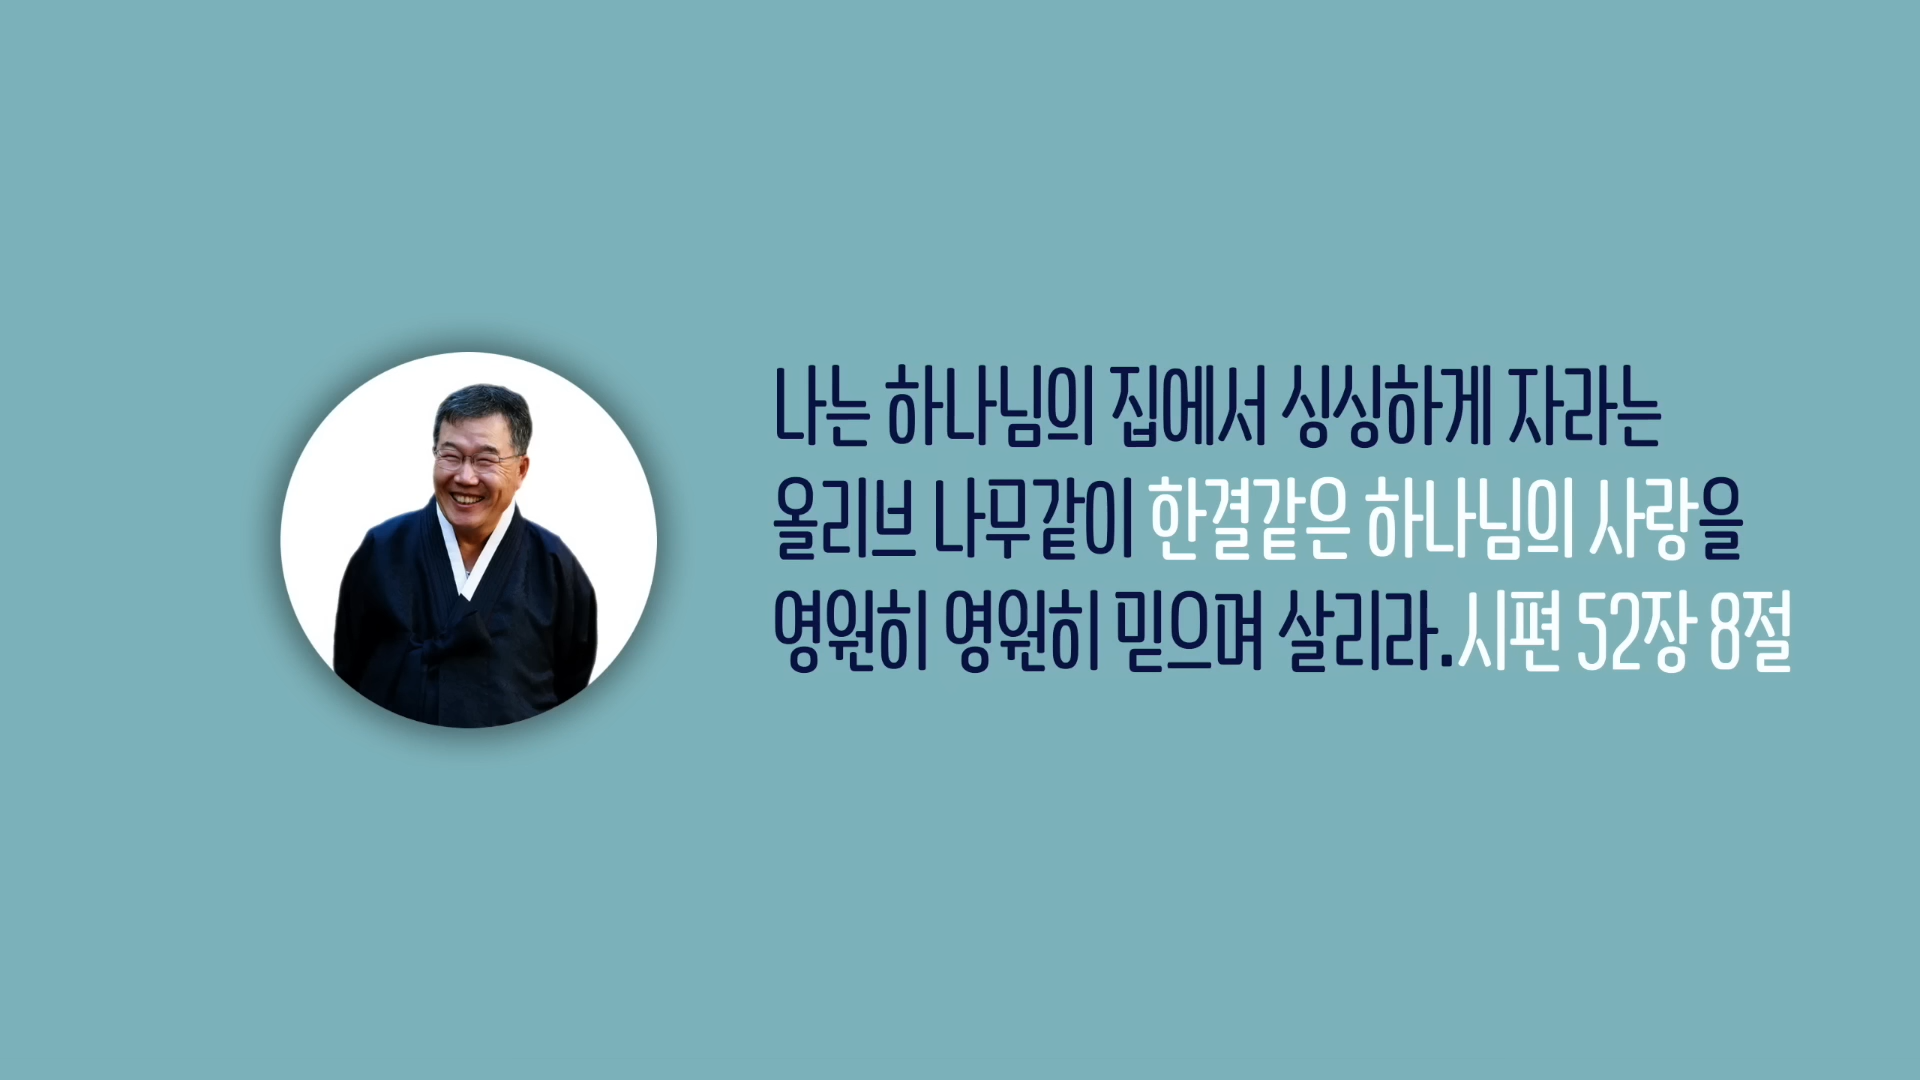 나는 하나님의 집에서 싱싱하게 자라는
올리브 나무같이 한결같은 하나님의 사랑을
영원히 영원히 믿으며 살리라.시편 52장 8절